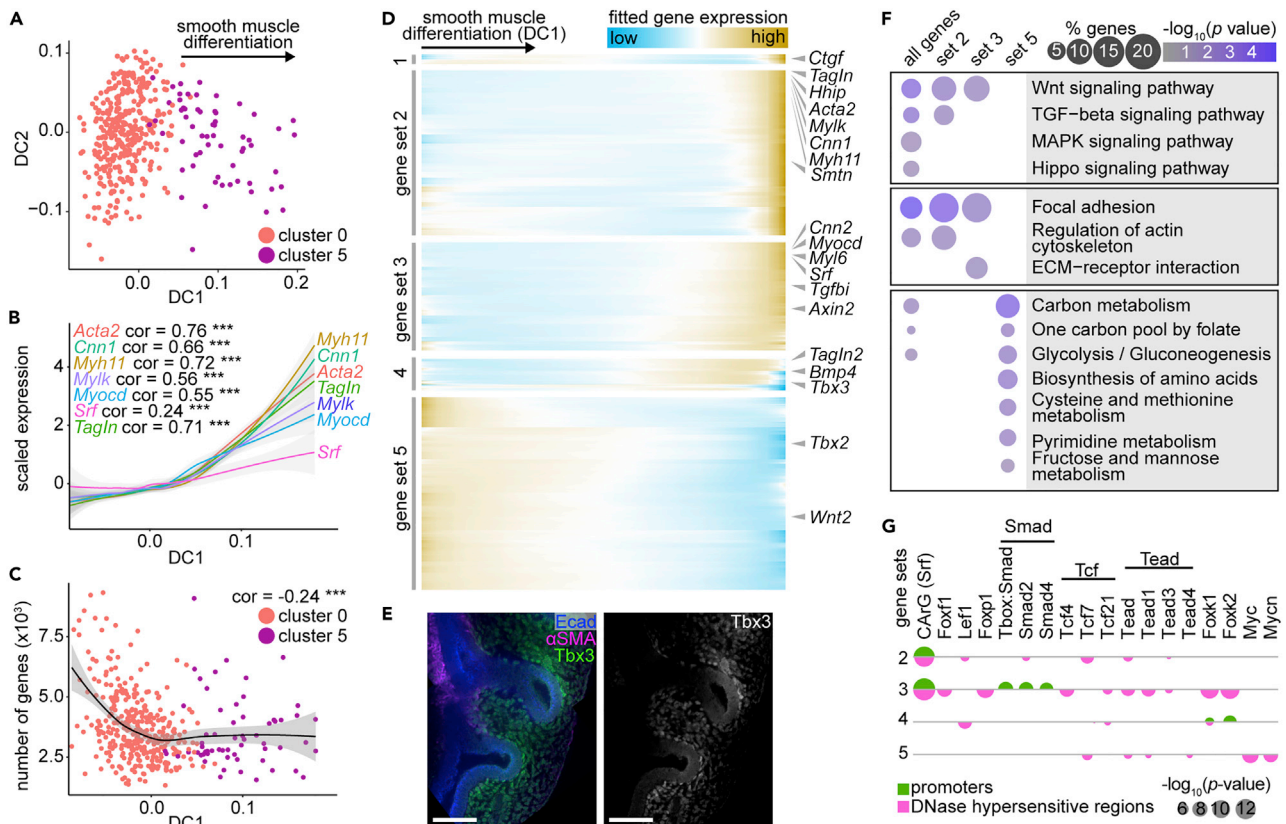 A
smooth muscle
differentiation
DC2
0.1
0.0
−0.1
cluster 0
cluster 5
0.0
0.1
0.2
DC1
B
scaled expression
4
2
0
Acta2 cor = 0.76 ***
Cnn1 cor = 0.66 ***
Myh11 cor = 0.72 ***
Mylk cor = 0.56 ***
Myocd cor = 0.55 ***
Srf cor = 0.24 ***
Tagln cor = 0.71 ***
Myh11
Cnn1
Acta2
Tagln
Mylk
Myocd
Srf
0.0
0.1
DC1
C
cor = -0.24 ***
cluster 0
cluster 5
number of genes (x10³)
7.5
5.0
2.5
0.0
0.1
DC1
D
smooth muscle
differentiation (DC1)
fitted gene expression
low
high
1
gene set 2
gene set 3
4
gene set 5
Ctgf
Tagln
Hhip
Acta2
Mylk
Cnn1
Myh11
Smtn
Cnn2
Myocd
Myl6
Srf
Tgfbi
Axin2
Tagln2
Bmp4
Tbx3
Tbx2
Wnt2
E
Ecad
αSMA
Tbx3
Tbx3
F
all genes
set 2
set 3
set 5
% genes
5 10 15 20
-log10(p value)
1 2 3 4
Wnt signaling pathway
TGF−beta signaling pathway
MAPK signaling pathway
Hippo signaling pathway
Focal adhesion
Regulation of actin
cytoskeleton
ECM−receptor interaction
Carbon metabolism
One carbon pool by folate
Glycolysis / Gluconeogenesis
Biosynthesis of amino acids
Cysteine and methionine
metabolism
Pyrimidine metabolism
Fructose and mannose
metabolism
G
Smad
Tcf
Tead
gene sets
CArG (Srf)
Foxf1
Lef1
Foxp1
Tbox:Smad
Smad2
Smad4
Tcf4
Tcf7
Tcf21
Tead
Tead1
Tead3
Tead4
Foxk1
Foxk2
Myc
Mycn
2
3
4
5
promoters
DNase hypersensitive regions
-log10(p-value)
6 8 10 12